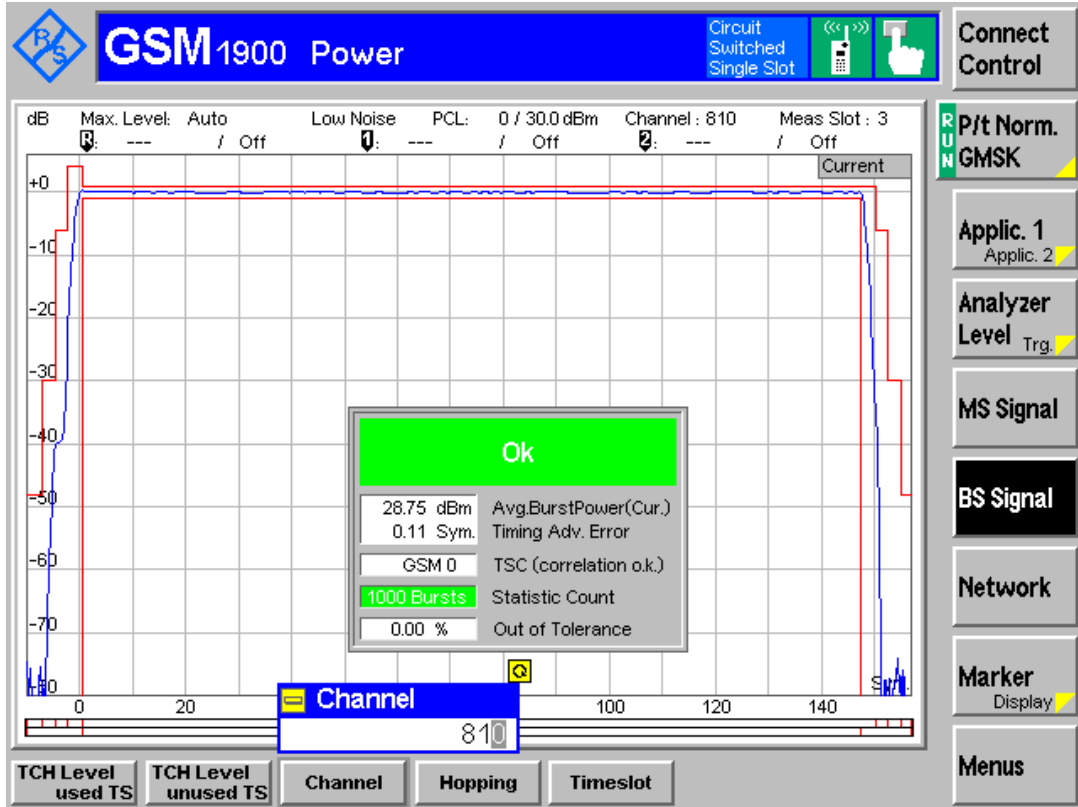 R/S
GSM 1900 Power
Circuit Switched Single Slot
Connect Control
dB Max. Level: Auto Low Noise PCL: 0 / 30.0 dBm Channel : 810 Meas Slot : 3
R: --- / Off 1: --- / Off 2: --- / Off
Current
RUN
P/t Norm. GMSK
Applic. 1
Applic. 2
Analyzer Level Trg.
MS Signal
BS Signal
Network
Marker
Display
Menus
+0
-10
-20
-30
-40
-50
-60
-70
-80
Ok
28.75 dBm Avg.BurstPower(Cur.)
0.11 Sym. Timing Adv. Error
GSM 0 TSC (correlation o.k.)
1000 Bursts Statistic Count
0.00 % Out of Tolerance
0 20 100 120 140
Channel
810
TCH Level used TS
TCH Level unused TS
Channel
Hopping
Timeslot